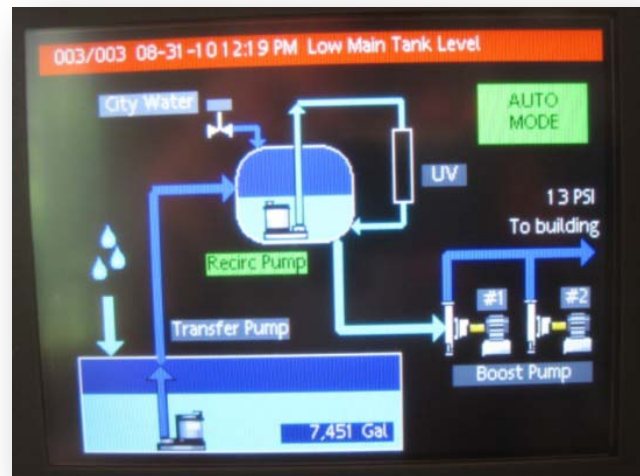 003/003 08-31-10 12:19 PM Low Main Tank Level
City Water
AUTO
MODE
UV
13 PSI
To building
Recirc Pump
#1
#2
Transfer Pump
Boost Pump
7,451 Gal